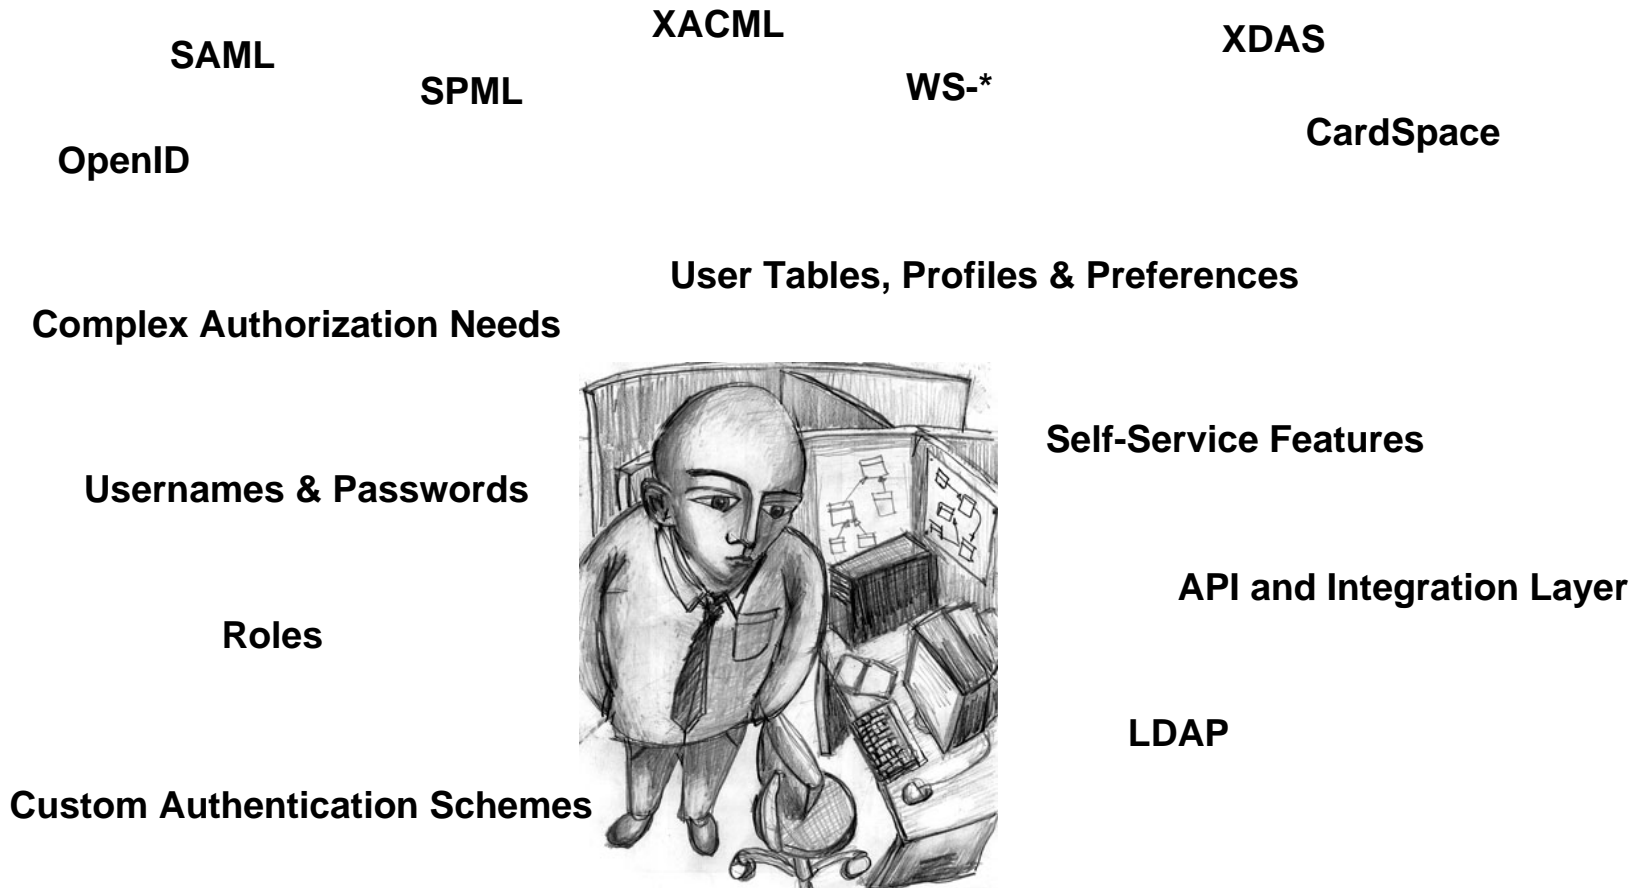 XACML
XDAS
SAML
SPML
WS-*
CardSpace
OpenID
User Tables, Profiles & Preferences
Complex Authorization Needs
Self-Service Features
Usernames & Passwords
API and Integration Layer
Roles
LDAP
Custom Authentication Schemes